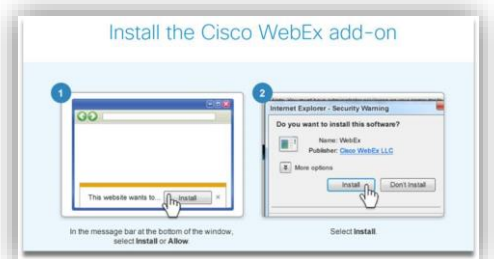 Install the Cisco WebEx add-on
1
This website wants to...
Install
×
In the message bar at the bottom of the window,
select Install or Allow.
2
Internet Explorer - Security Warning
Do you want to install this software?
Name: WebEx
Publisher: Cisco WebEx LLC
More options
Install
Don't Install
Select Install.